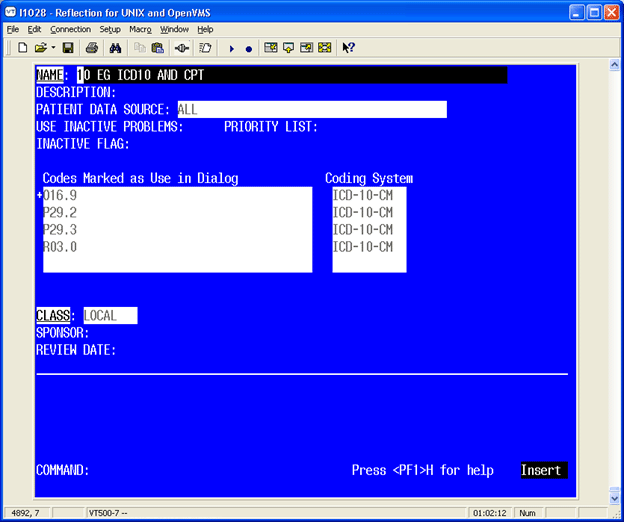 I1028 - Reflection for UNIX and OpenVMS
File Edit Connection Setup Macro Window Help
NAME: 10 EG ICD10 AND CPT
DESCRIPTION:
PATIENT DATA SOURCE: ALL
USE INACTIVE PROBLEMS: PRIORITY LIST:
INACTIVE FLAG:
Codes Marked as Use in Dialog Coding System
+O16.9 ICD-10-CM
P29.2 ICD-10-CM
P29.3 ICD-10-CM
R03.0 ICD-10-CM
CLASS: LOCAL
SPONSOR:
REVIEW DATE:
COMMAND: Press <PF1>H for help Insert
4892, 7 VT500-7 -- 01:02:12 Num